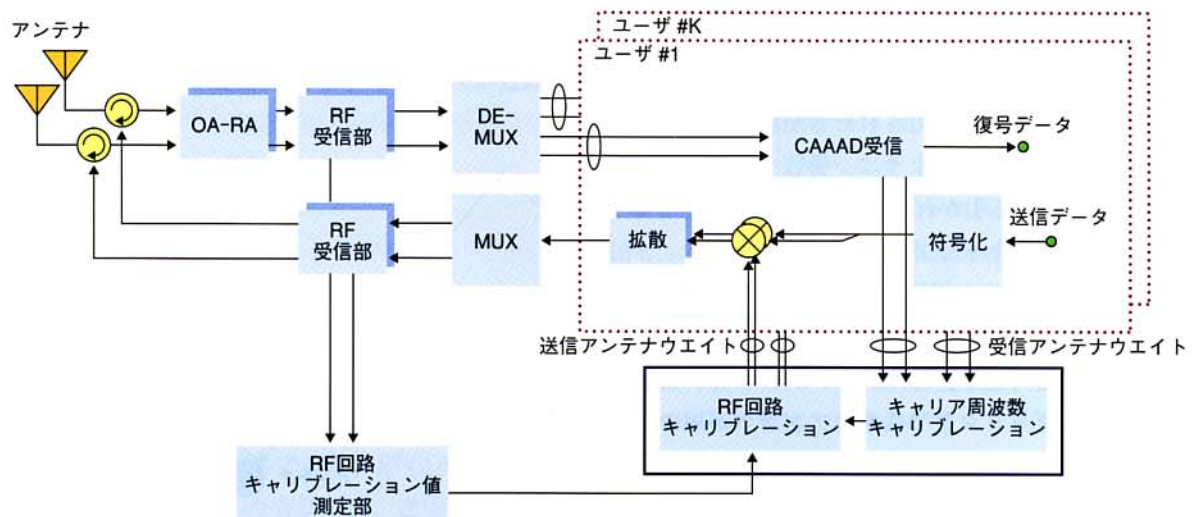 アンテナ
ユーザ #K
ユーザ #1
OA-RA
RF
受信部
DE-
MUX
CAAAD受信
復号データ
RF
受信部
MUX
拡散
符号化
送信データ
送信アンテナウエイト
受信アンテナウエイト
RF回路
キャリブレーション
キャリア周波数
キャリブレーション
RF回路
キャリブレーション値
測定部